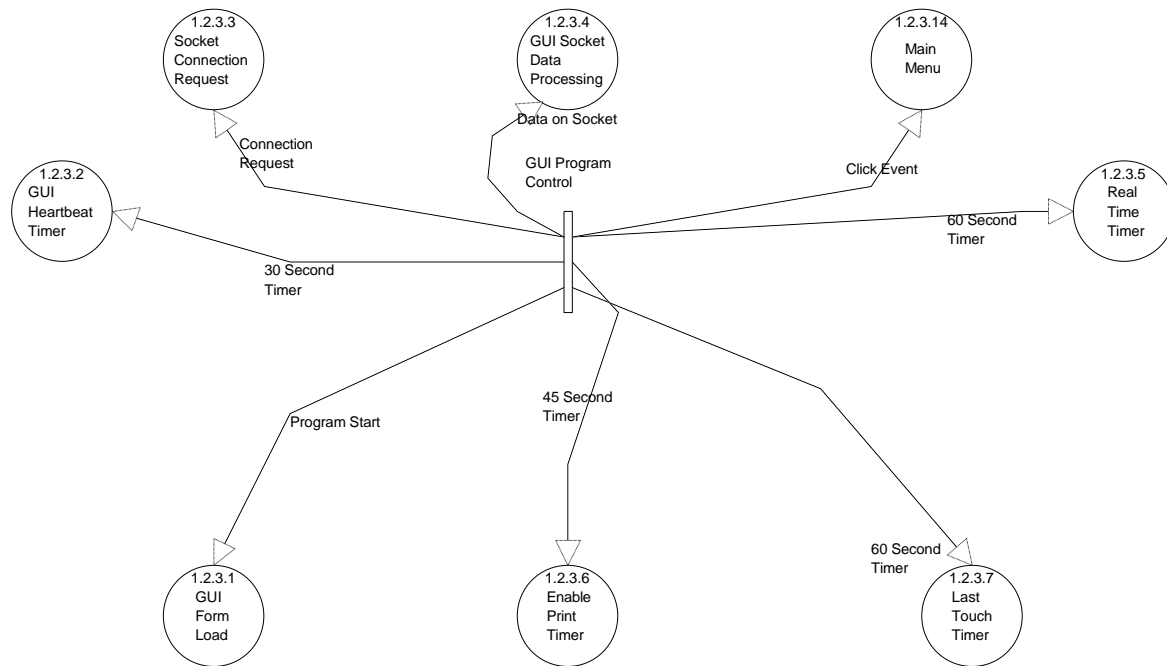 1.2.3.3
Socket
Connection
Request
1.2.3.4
GUI Socket
Data
Processing
1.2.3.14
Main
Menu
Data on Socket
Connection
Request
GUI Program
Control
Click Event
1.2.3.2
GUI
Heartbeat
Timer
1.2.3.5
Real
Time
Timer
60 Second
Timer
30 Second
Timer
45 Second
Timer
Program Start
60 Second
Timer
1.2.3.1
GUI
Form
Load
1.2.3.6
Enable
Print
Timer
1.2.3.7
Last
Touch
Timer